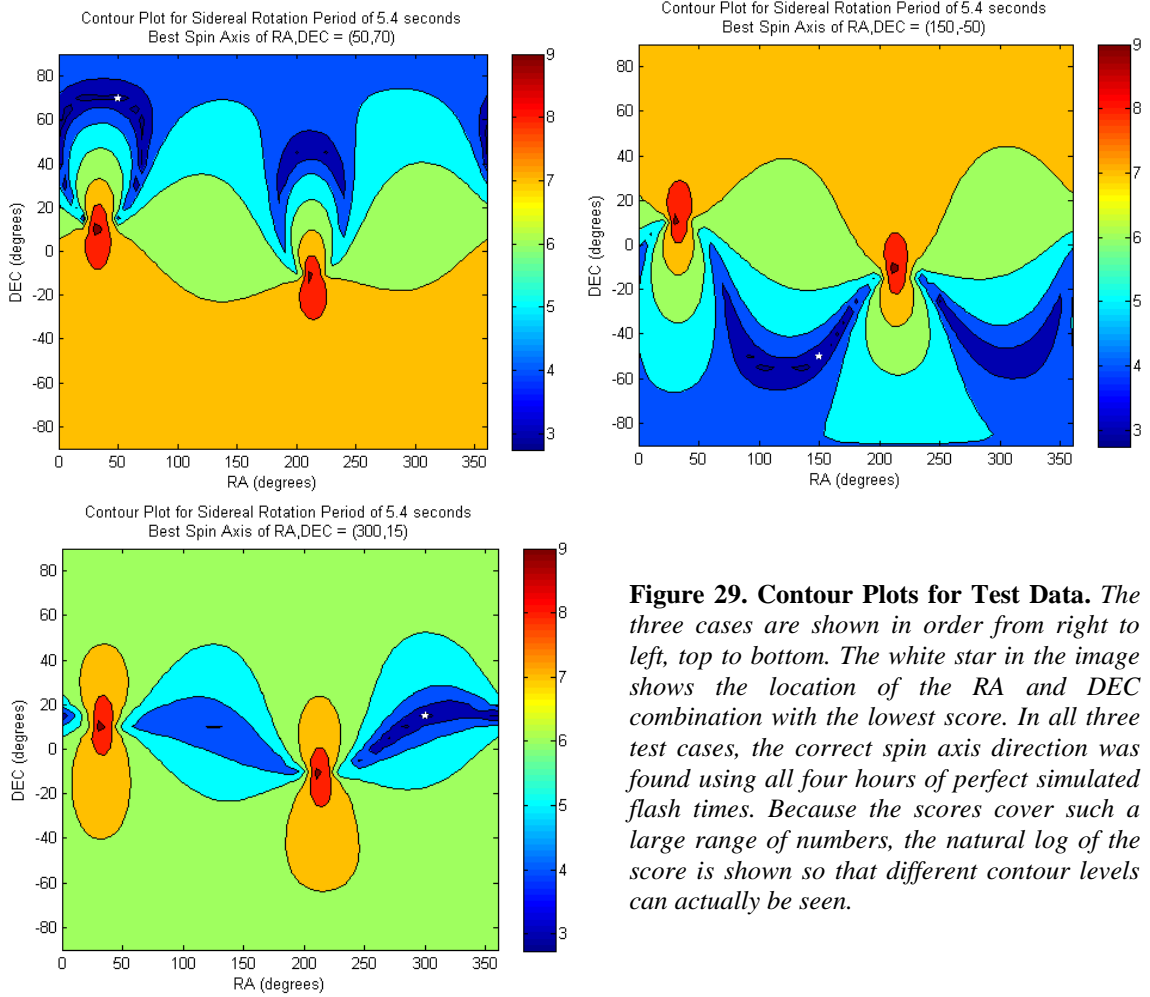 Contour Plot for Sidereal Rotation Period of 5.4 seconds
Best Spin Axis of RA,DEC = (50,70)
DEC (degrees)
80
60
40
20
0
-20
-40
-60
-80
0 50 100 150 200 250 300 350
RA (degrees)
9
8
7
6
5
4
3
Contour Plot for Sidereal Rotation Period of 5.4 seconds
Best Spin Axis of RA,DEC = (150,-50)
DEC (degrees)
80
60
40
20
0
-20
-40
-60
-80
0 50 100 150 200 250 300 350
RA (degrees)
9
8
7
6
5
4
3
Contour Plot for Sidereal Rotation Period of 5.4 seconds
Best Spin Axis of RA,DEC = (300,15)
DEC (degrees)
80
60
40
20
0
-20
-40
-60
-80
0 50 100 150 200 250 300 350
RA (degrees)
9
8
7
6
5
4
3
Figure 29. Contour Plots for Test Data. The
three cases are shown in order from right to
left, top to bottom. The white star in the image
shows the location of the RA and DEC
combination with the lowest score. In all three
test cases, the correct spin axis direction was
found using all four hours of perfect simulated
flash times. Because the scores cover such a
large range of numbers, the natural log of the
score is shown so that different contour levels
can actually be seen.